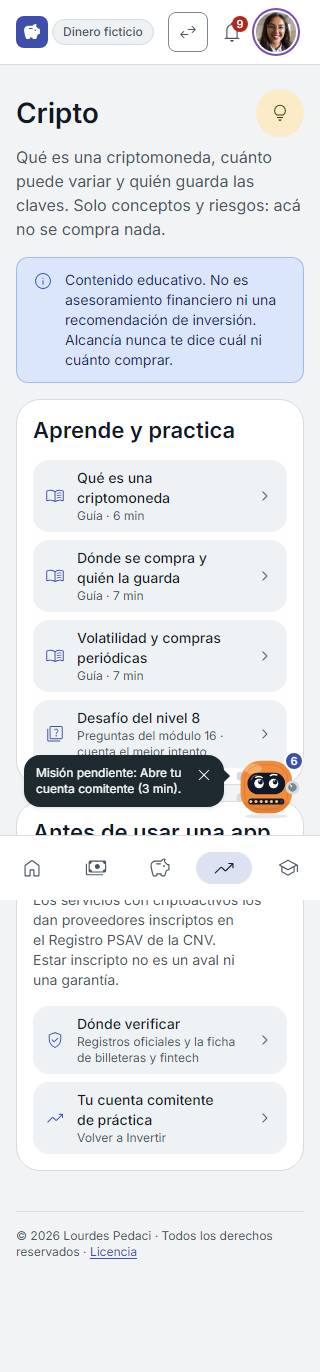 Dinero ficticio
9
Cripto
Qué es una criptomoneda, cuánto
puede variar y quién guarda las
claves. Solo conceptos y riesgos: acá
no se compra nada.
Contenido educativo. No es
asesoramiento financiero ni una
recomendación de inversión.
Alcancía nunca te dice cuál ni
cuánto comprar.
Aprende y practica
Qué es una
criptomoneda
Guía · 6 min
Dónde se compra y
quién la guarda
Guía · 7 min
Volatilidad y compras
periódicas
Guía · 7 min
Desafío del nivel 8
Preguntas del módulo 16 ·
cuenta el mejor intento
Misión pendiente: Abre tu
cuenta comitente (3 min).
6
Antes de usar una app
Los servicios con criptoactivos los
dan proveedores inscriptos en
el Registro PSAV de la CNV.
Estar inscripto no es un aval ni
una garantía.
Dónde verificar
Registros oficiales y la ficha
de billeteras y fintech
Tu cuenta comitente
de práctica
Volver a Invertir
© 2026 Lourdes Pedaci · Todos los derechos
reservados · Licencia